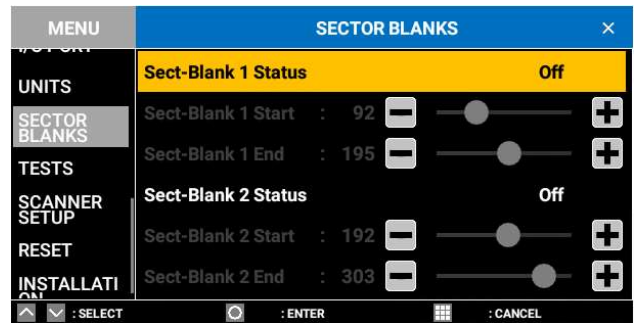 MENU
SECTOR BLANKS ×
UNITS
SECTOR
BLANKS
TESTS
SCANNER
SETUP
RESET
INSTALLATI
ON
Sect-Blank 1 Status Off
Sect-Blank 1 Start : 92
Sect-Blank 1 End : 195
Sect-Blank 2 Status Off
Sect-Blank 2 Start : 192
Sect-Blank 2 End : 303
: SELECT : ENTER : CANCEL